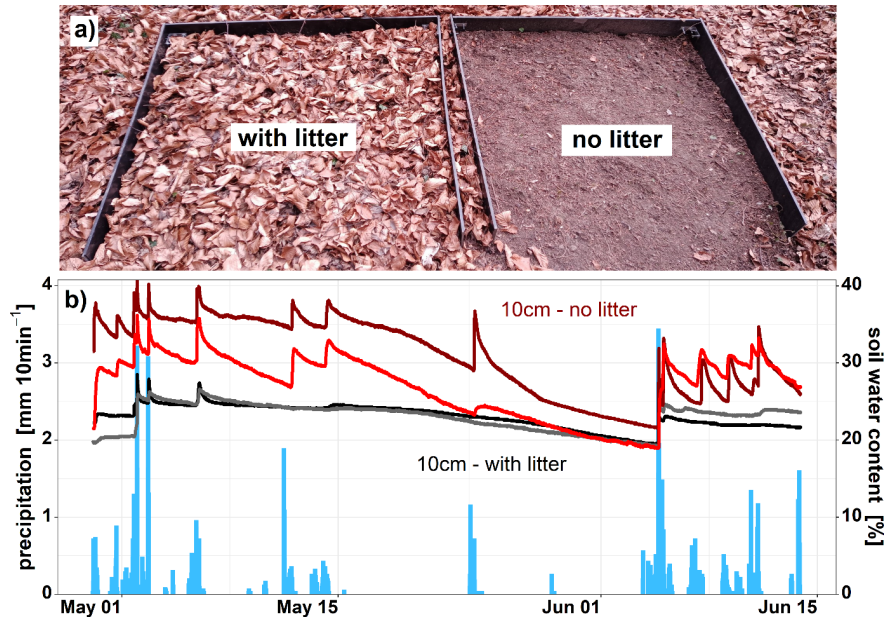 a)
with litter
no litter
b)
precipitation [mm 10min⁻¹]
4
3
2
1
0
10cm - no litter
10cm - with litter
40
30
20
10
0
soil water content [%]
May 01
May 15
Jun 01
Jun 15